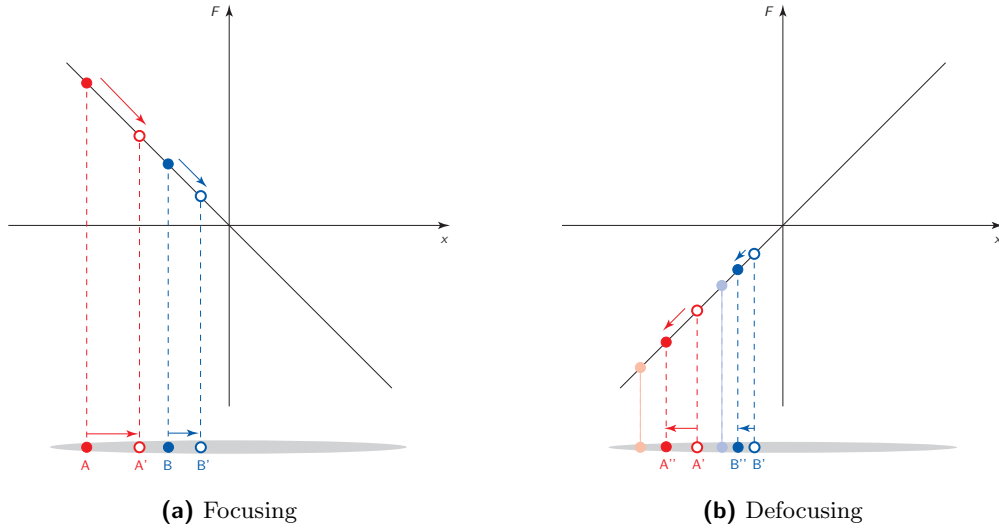 F
x
A A' B B'
(a) Focusing
F
x
A'' A' B'' B'
(b) Defocusing